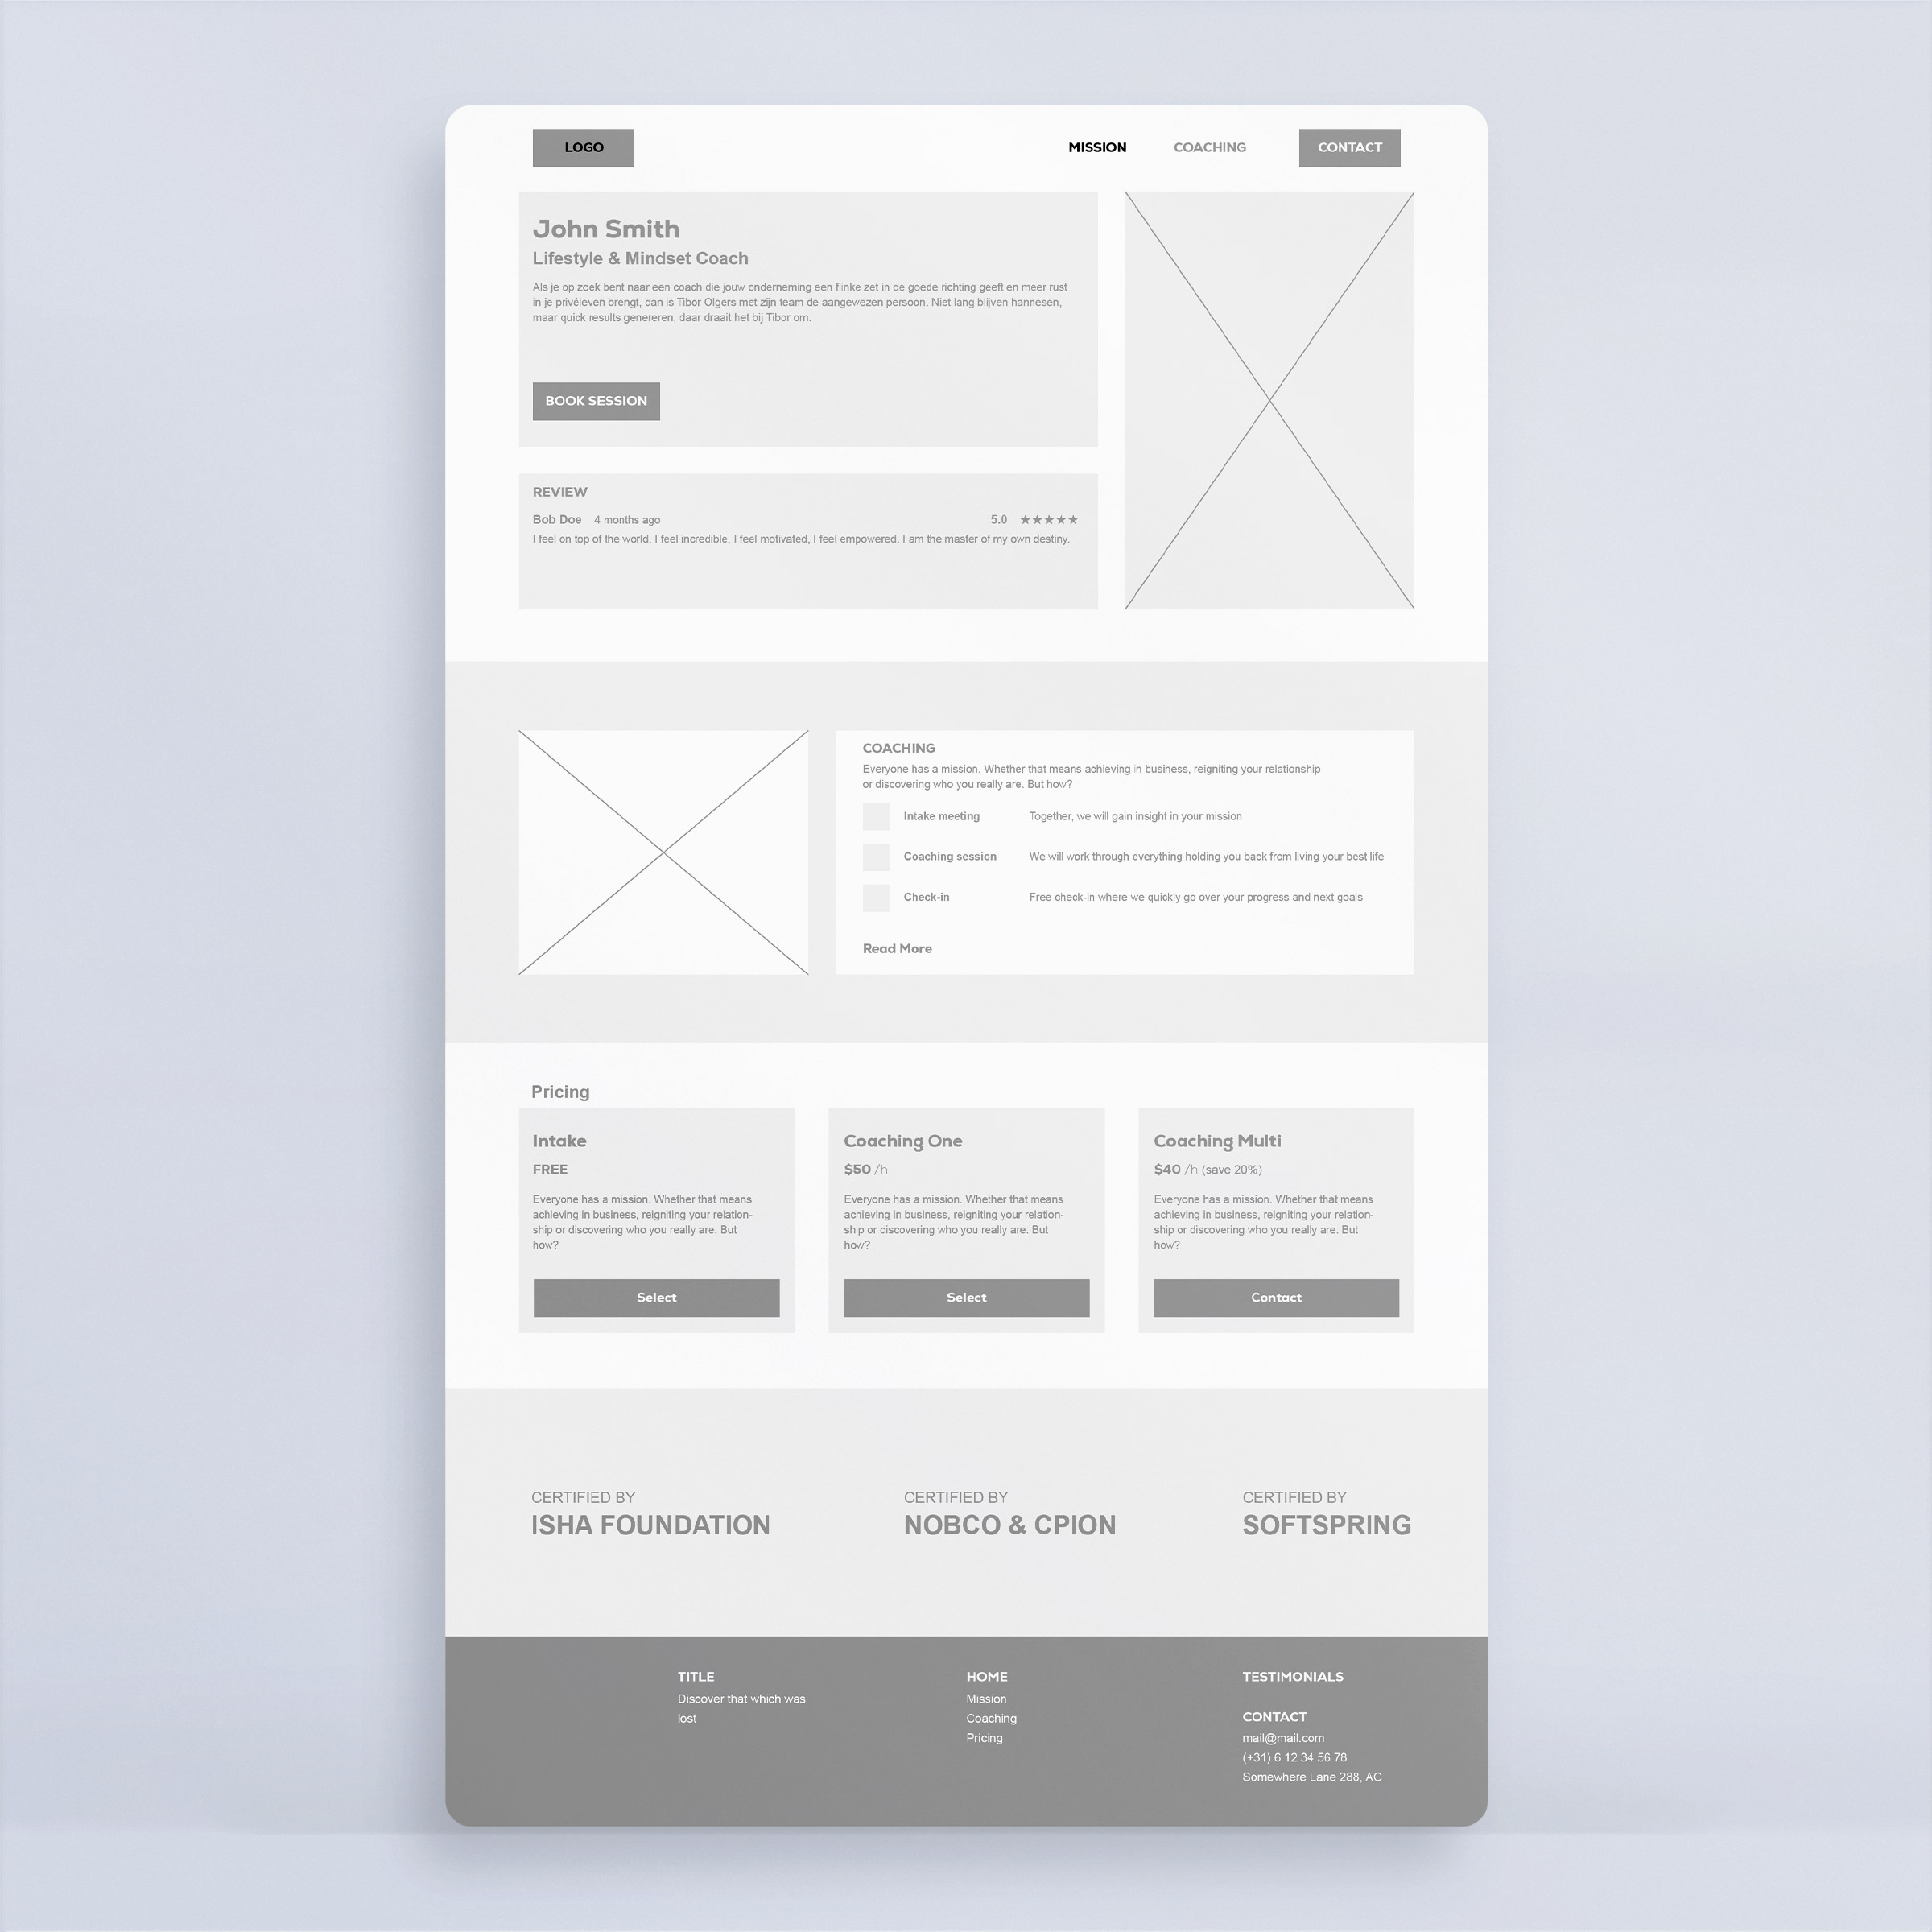 LOGO
MISSION COACHING CONTACT
John Smith
Lifestyle & Mindset Coach
Als je op zoek bent naar een coach die jouw onderneming een flinke zet in de goede richting geeft en meer rust
in je privéleven brengt, dan is Tibor Olgers met zijn team de aangewezen persoon. Niet lang blijven hannesen,
maar quick results genereren, daar draait het bij Tibor om.
BOOK SESSION
REVIEW
Bob Doe 4 months ago 5.0 ★★★★★
I feel on top of the world. I feel incredible, I feel motivated, I feel empowered. I am the master of my own destiny.
COACHING
Everyone has a mission. Whether that means achieving in business, reigniting your relationship
or discovering who you really are. But how?
Intake meeting Together, we will gain insight in your mission
Coaching session We will work through everything holding you back from living your best life
Check-in Free check-in where we quickly go over your progress and next goals
Read More
Pricing
Intake
FREE
Everyone has a mission. Whether that means
achieving in business, reigniting your relation-
ship or discovering who you really are. But
how?
Select
Coaching One
$50 /h
Everyone has a mission. Whether that means
achieving in business, reigniting your relation-
ship or discovering who you really are. But
how?
Select
Coaching Multi
$40 /h (save 20%)
Everyone has a mission. Whether that means
achieving in business, reigniting your relation-
ship or discovering who you really are. But
how?
Contact
CERTIFIED BY
ISHA FOUNDATION
CERTIFIED BY
NOBCO & CPION
CERTIFIED BY
SOFTSPRING
TITLE
Discover that which was
lost
HOME
Mission
Coaching
Pricing
TESTIMONIALS
CONTACT
mail@mail.com
(+31) 6 12 34 56 78
Somewhere Lane 288, AC